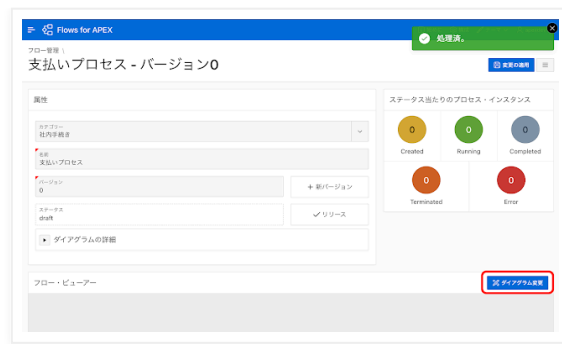 Flows for APEX
処理済。
フロー管理 \
支払いプロセス - バージョン0
変更の適用
属性
カテゴリー
社内手続き
名前
支払いプロセス
バージョン
0
+ 新バージョン
ステータス
draft
✓ リリース
ダイアグラムの詳細
ステータス当たりのプロセス・インスタンス
0 0 0
Created Running Completed
0 0
Terminated Error
フロー・ビューアー
ダイアグラム変更